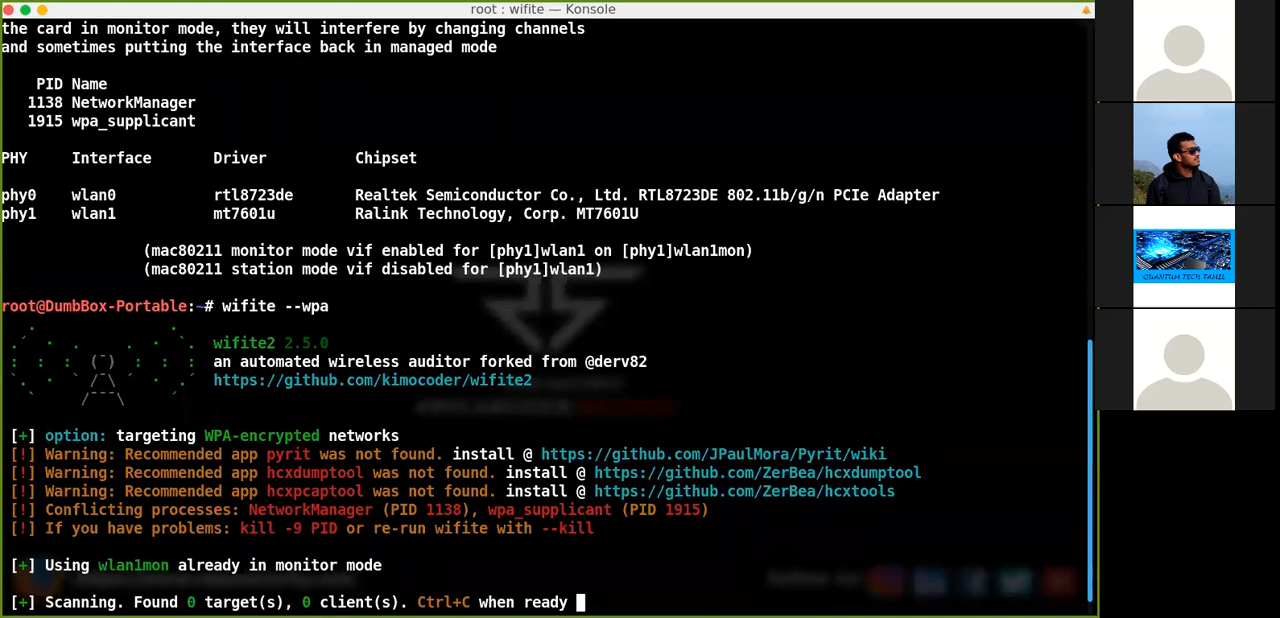 root : wifite — Konsole
the card in monitor mode, they will interfere by changing channels
and sometimes putting the interface back in managed mode
PID Name
1138 NetworkManager
1915 wpa_supplicant
PHY Interface Driver Chipset
phy0 wlan0 rtl8723de Realtek Semiconductor Co., Ltd. RTL8723DE 802.11b/g/n PCIe Adapter
phy1 wlan1 mt7601u Ralink Technology, Corp. MT7601U
(mac80211 monitor mode vif enabled for [phy1]wlan1 on [phy1]wlan1mon)
(mac80211 station mode vif disabled for [phy1]wlan1)
root@DumbBox-Portable:~# wifite --wpa
wifite2 2.5.0
an automated wireless auditor forked from @derv82
https://github.com/kimocoder/wifite2
[+] option: targeting WPA-encrypted networks
[!] Warning: Recommended app pyrit was not found. install @ https://github.com/JPaulMora/Pyrit/wiki
[!] Warning: Recommended app hcxdumptool was not found. install @ https://github.com/ZerBea/hcxdumptool
[!] Warning: Recommended app hcxpcaptool was not found. install @ https://github.com/ZerBea/hcxtools
[!] Conflicting processes: NetworkManager (PID 1138), wpa_supplicant (PID 1915)
[!] If you have problems: kill -9 PID or re-run wifite with --kill
[+] Using wlan1mon already in monitor mode
[+] Scanning. Found 0 target(s), 0 client(s). Ctrl+C when ready
QUANTUM TECH TAMIL